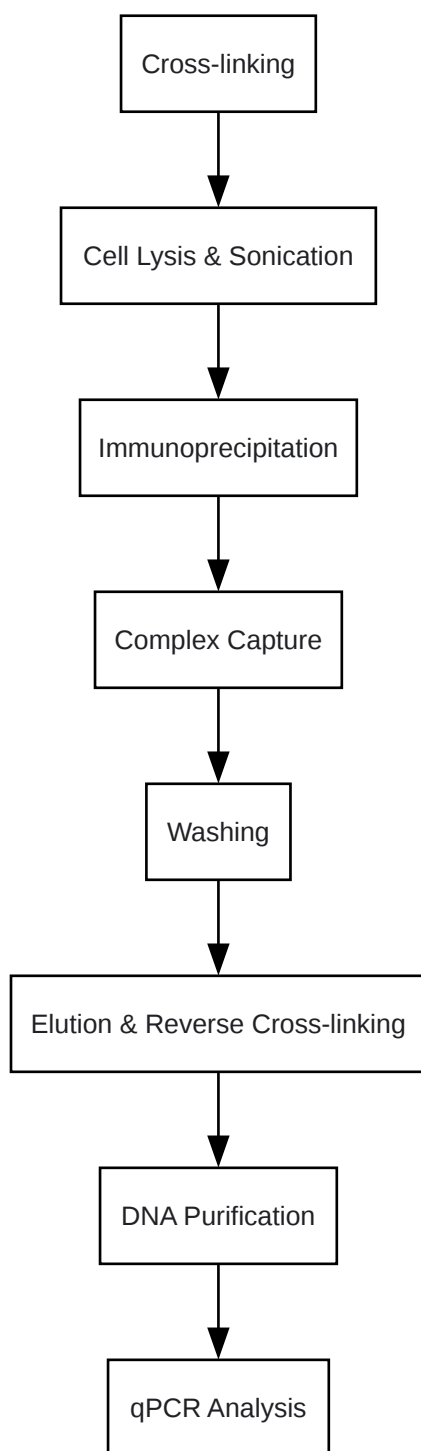 Cross-linking
Cell Lysis & Sonication
Immunoprecipitation
Complex Capture
Washing
Elution & Reverse Cross-linking
DNA Purification
qPCR Analysis